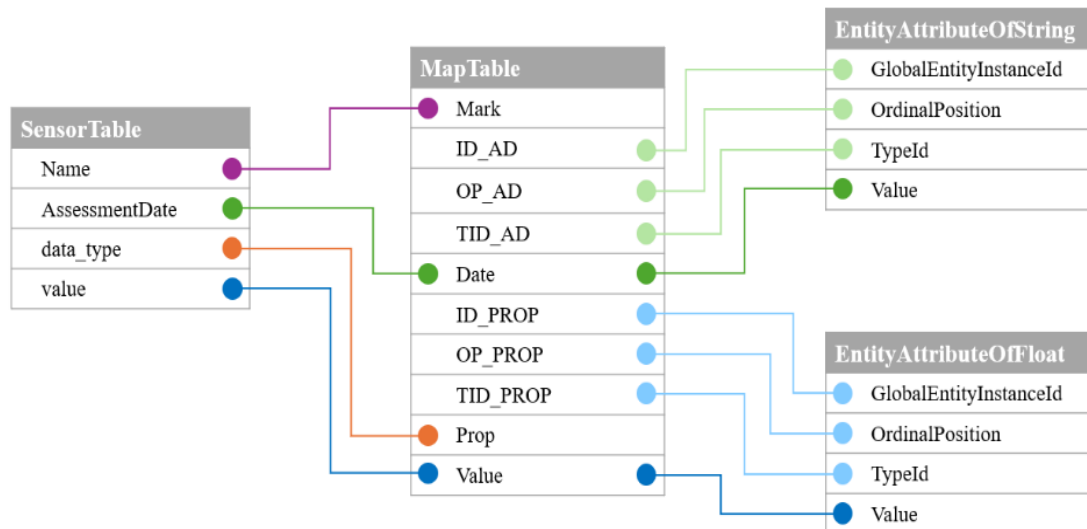 SensorTable
Name
AssessmentDate
data_type
value
MapTable
Mark
ID_AD
OP_AD
TID_AD
Date
ID_PROP
OP_PROP
TID_PROP
Prop
Value
EntityAttributeOfString
GlobalEntityInstanceId
OrdinalPosition
TypeId
Value
EntityAttributeOfFloat
GlobalEntityInstanceId
OrdinalPosition
TypeId
Value